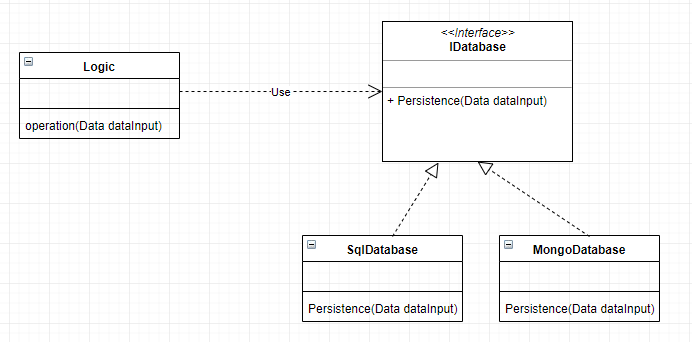 <<Interface>>
IDatabase
Logic
Use
+ Persistence(Data dataInput)
operation(Data dataInput)
SqlDatabase
MongoDatabase
Persistence(Data dataInput)
Persistence(Data dataInput)